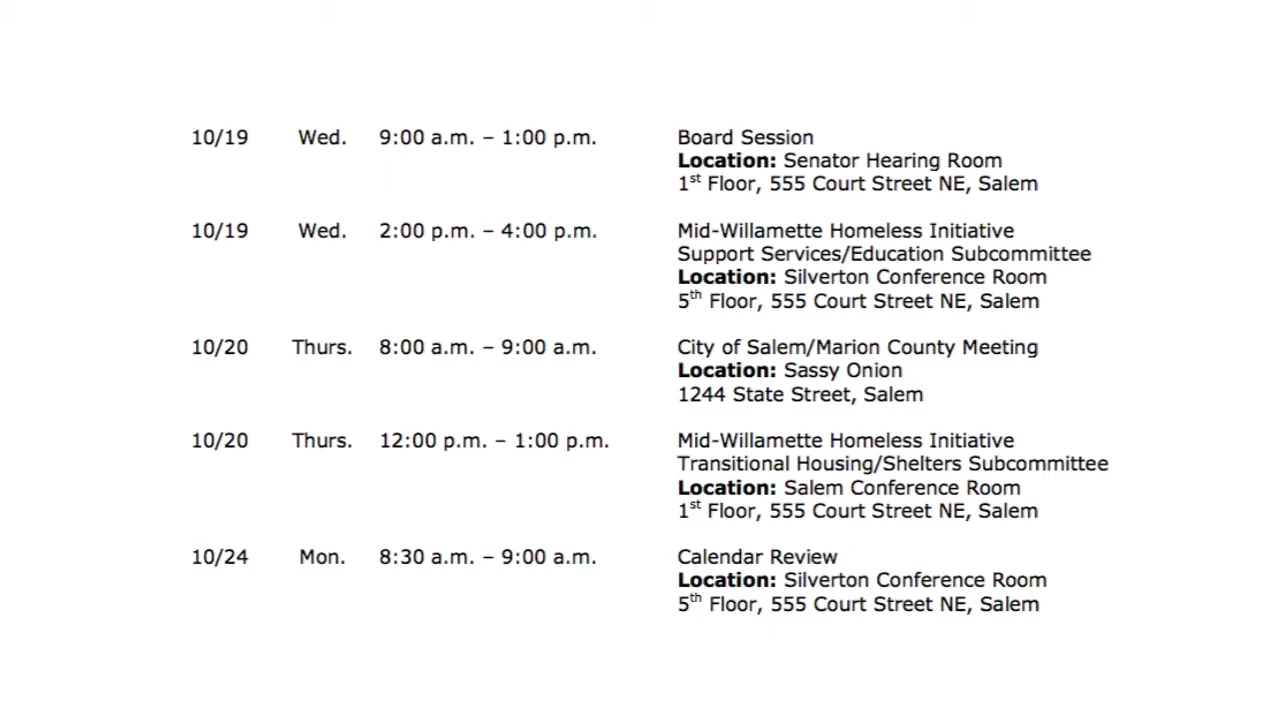 10/19 Wed. 9:00 a.m. – 1:00 p.m. Board Session
Location: Senator Hearing Room
1st Floor, 555 Court Street NE, Salem
10/19 Wed. 2:00 p.m. – 4:00 p.m. Mid-Willamette Homeless Initiative
Support Services/Education Subcommittee
Location: Silverton Conference Room
5th Floor, 555 Court Street NE, Salem
10/20 Thurs. 8:00 a.m. – 9:00 a.m. City of Salem/Marion County Meeting
Location: Sassy Onion
1244 State Street, Salem
10/20 Thurs. 12:00 p.m. – 1:00 p.m. Mid-Willamette Homeless Initiative
Transitional Housing/Shelters Subcommittee
Location: Salem Conference Room
1st Floor, 555 Court Street NE, Salem
10/24 Mon. 8:30 a.m. – 9:00 a.m. Calendar Review
Location: Silverton Conference Room
5th Floor, 555 Court Street NE, Salem